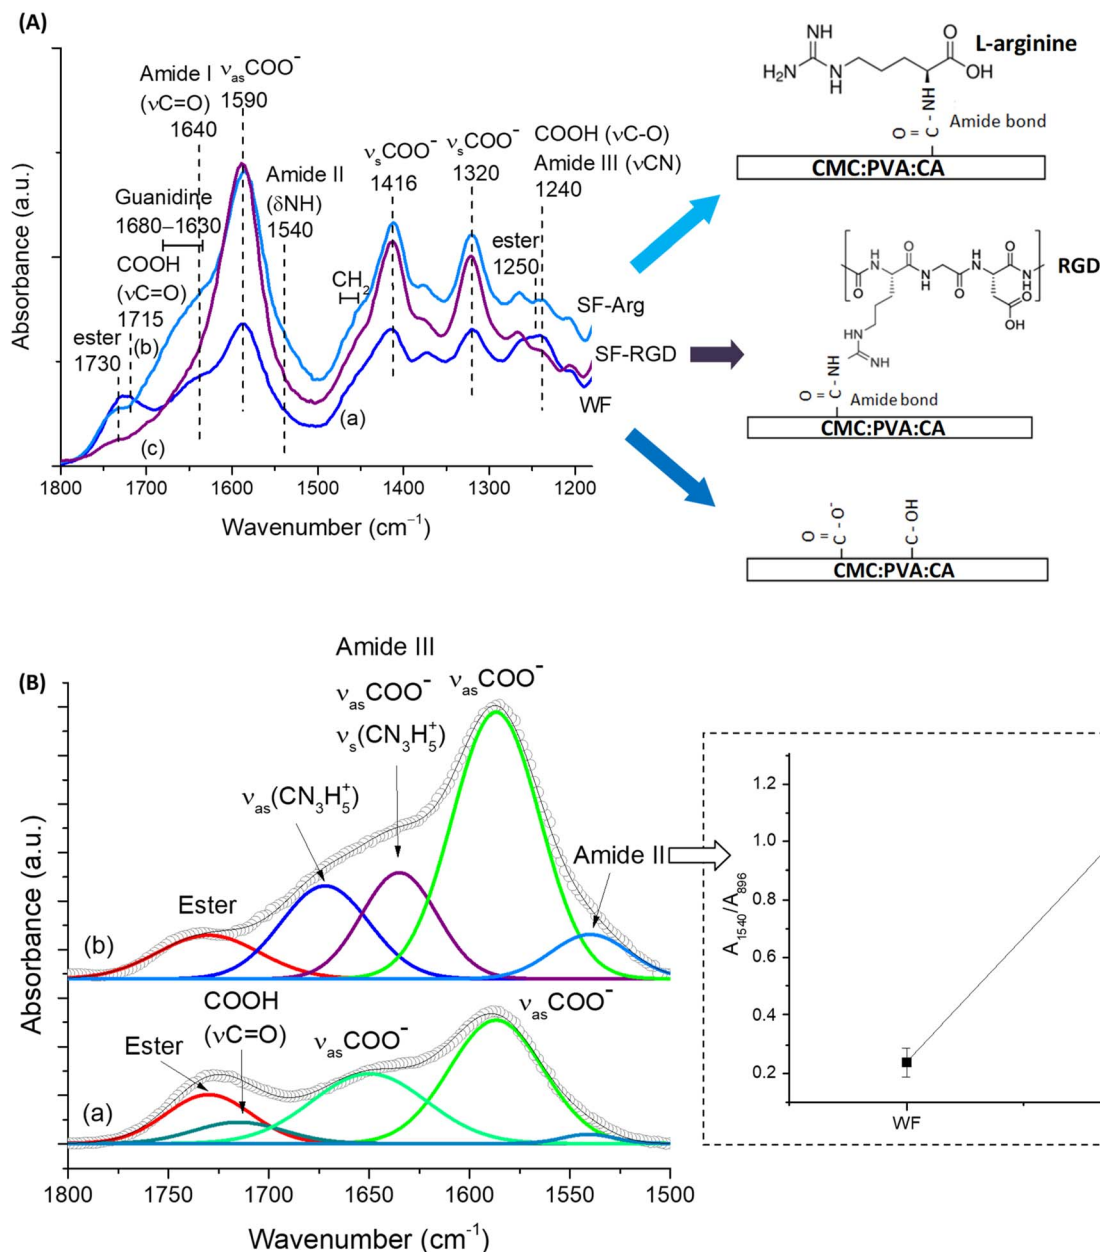 (A)
Amide I
(νC=O)
1640
νasCOO⁻
1590
Guanidine
1680–1630
COOH
(νC=O)
1715
ester
1730
(b)
(c)
Amide II
(δNH)
1540
CH2
(a)
νsCOO⁻
1416
νsCOO⁻
1320
COOH (νC-O)
Amide III (νCN)
1240
ester
1250
SF-Arg
SF-RGD
WF
Absorbance (a.u.)
1800 1700 1600 1500 1400 1300 1200
Wavenumber (cm⁻¹)
NH
H2N
N
H
O
OH
L-arginine
NH
O = C -
Amide bond
CMC:PVA:CA
O
H
N
O
N
H
O
H
N
O
N
H
RGD
O
OH
HN
NH
NH
O = C -
Amide bond
CMC:PVA:CA
O = C - O⁻
C - OH
CMC:PVA:CA
(B)
Amide III
νasCOO⁻
νs(CN3H5⁺)
νasCOO⁻
νas(CN3H5⁺)
Amide II
Ester
(b)
COOH
(νC=O)
νasCOO⁻
νasCOO⁻
Ester
(a)
Absorbance (a.u.)
1800 1750 1700 1650 1600 1550 1500
Wavenumber (cm⁻¹)
1.2
1.0
0.8
0.6
0.4
0.2
A1540/A896
WF